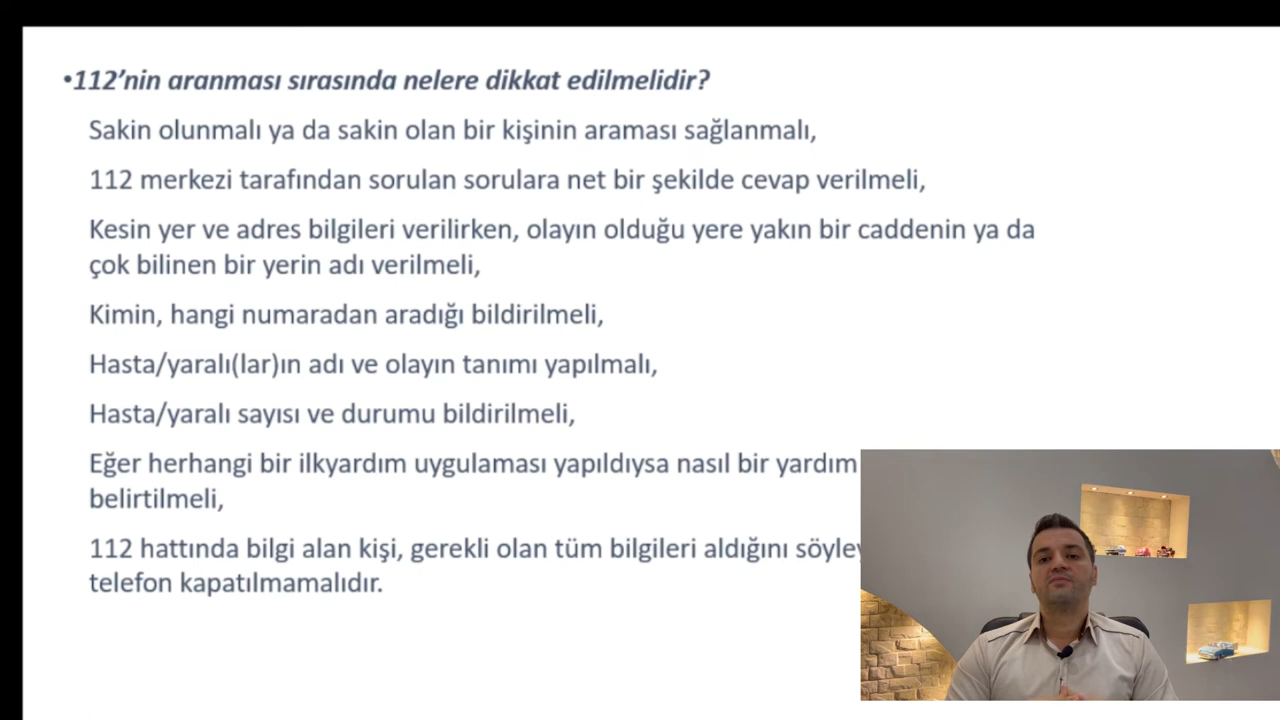 •112’nin aranması sırasında nelere dikkat edilmelidir?
Sakin olunmalı ya da sakin olan bir kişinin araması sağlanmalı,
112 merkezi tarafından sorulan sorulara net bir şekilde cevap verilmeli,
Kesin yer ve adres bilgileri verilirken, olayın olduğu yere yakın bir caddenin ya da
çok bilinen bir yerin adı verilmeli,
Kimin, hangi numaradan aradığı bildirilmeli,
Hasta/yaralı(lar)ın adı ve olayın tanımı yapılmalı,
Hasta/yaralı sayısı ve durumu bildirilmeli,
Eğer herhangi bir ilkyardım uygulaması yapıldıysa nasıl bir yardım
belirtilmeli,
112 hattında bilgi alan kişi, gerekli olan tüm bilgileri aldığını
telefon kapatılmamalıdır.